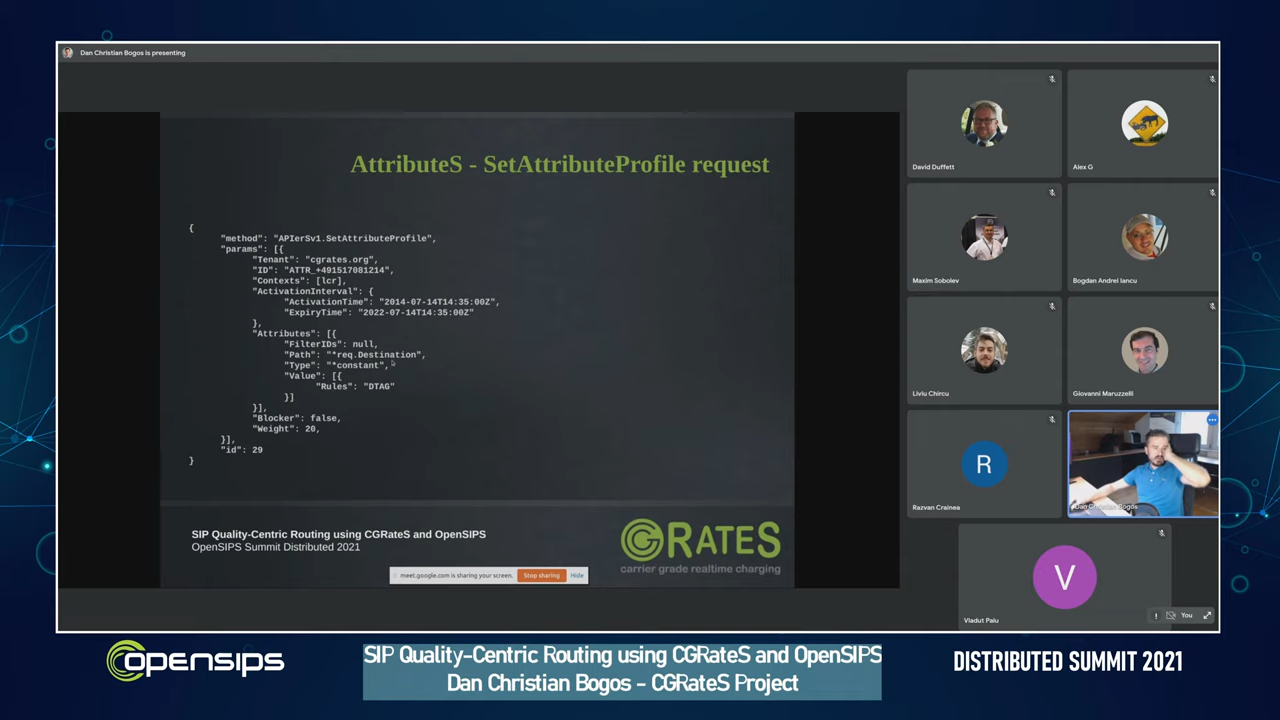 Dan Christian Bogos is presenting
AttributeS - SetAttributeProfile request
{
"method": "APIerSv1.SetAttributeProfile",
"params": [{
"Tenant": "cgrates.org",
"ID": "ATTR_+491517081214",
"Contexts": [lcr],
"ActivationInterval": {
"ActivationTime": "2014-07-14T14:35:00Z",
"ExpiryTime": "2022-07-14T14:35:00Z"
},
"Attributes": [{
"FilterIDs": null,
"Path": "*req.Destination",
"Type": "*constant",
"Value": [{
"Rules": "DTAG"
}]
}],
"Blocker": false,
"Weight": 20,
}],
"id": 29
}
SIP Quality-Centric Routing using CGRateS and OpenSIPS
OpenSIPS Summit Distributed 2021
CGRATES
carrier grade realtime charging
meet.google.com is sharing your screen.
Stop sharing
Hide
David Duffett
Alex G
Maxim Sobolev
Bogdan Andrei Iancu
Liviu Chircu
Giovanni Maruzzelli
R
Razvan Crainea
Dan Christian Bogos
V
Vladut Paiu
You
OPENSIPS
SIP Quality-Centric Routing using CGRateS and OpenSIPS
Dan Christian Bogos - CGRateS Project
DISTRIBUTED SUMMIT 2021